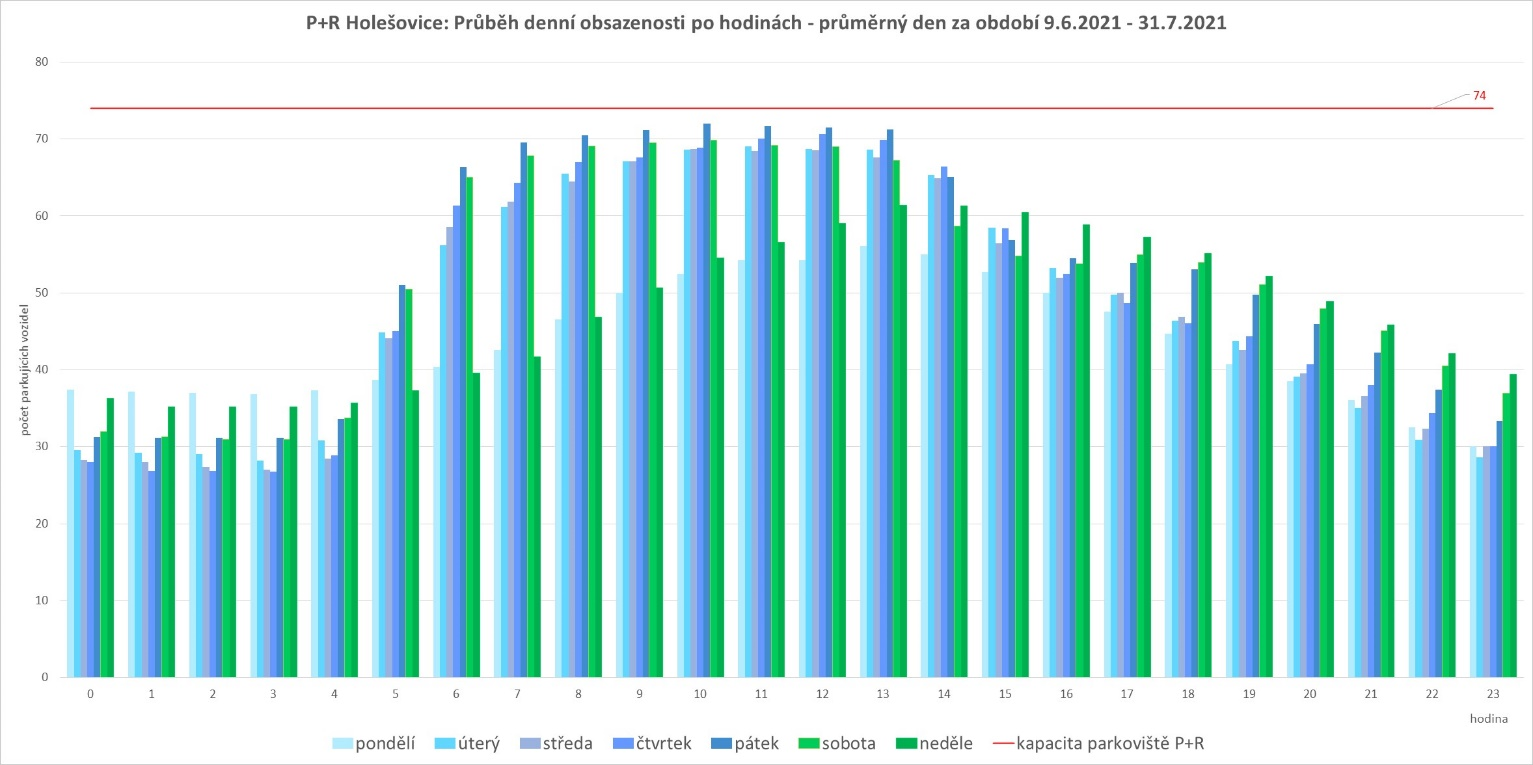 P+R Holešovice: Průběh denní obsazenosti po hodinách - průměrný den za období 9.6.2021 - 31.7.2021
80
74
70
60
50
40
30
20
10
0
počet parkujících vozidel
0 1 2 3 4 5 6 7 8 9 10 11 12 13 14 15 16 17 18 19 20 21 22 23
hodina
pondělí úterý středa čtvrtek pátek sobota neděle kapacita parkoviště P+R